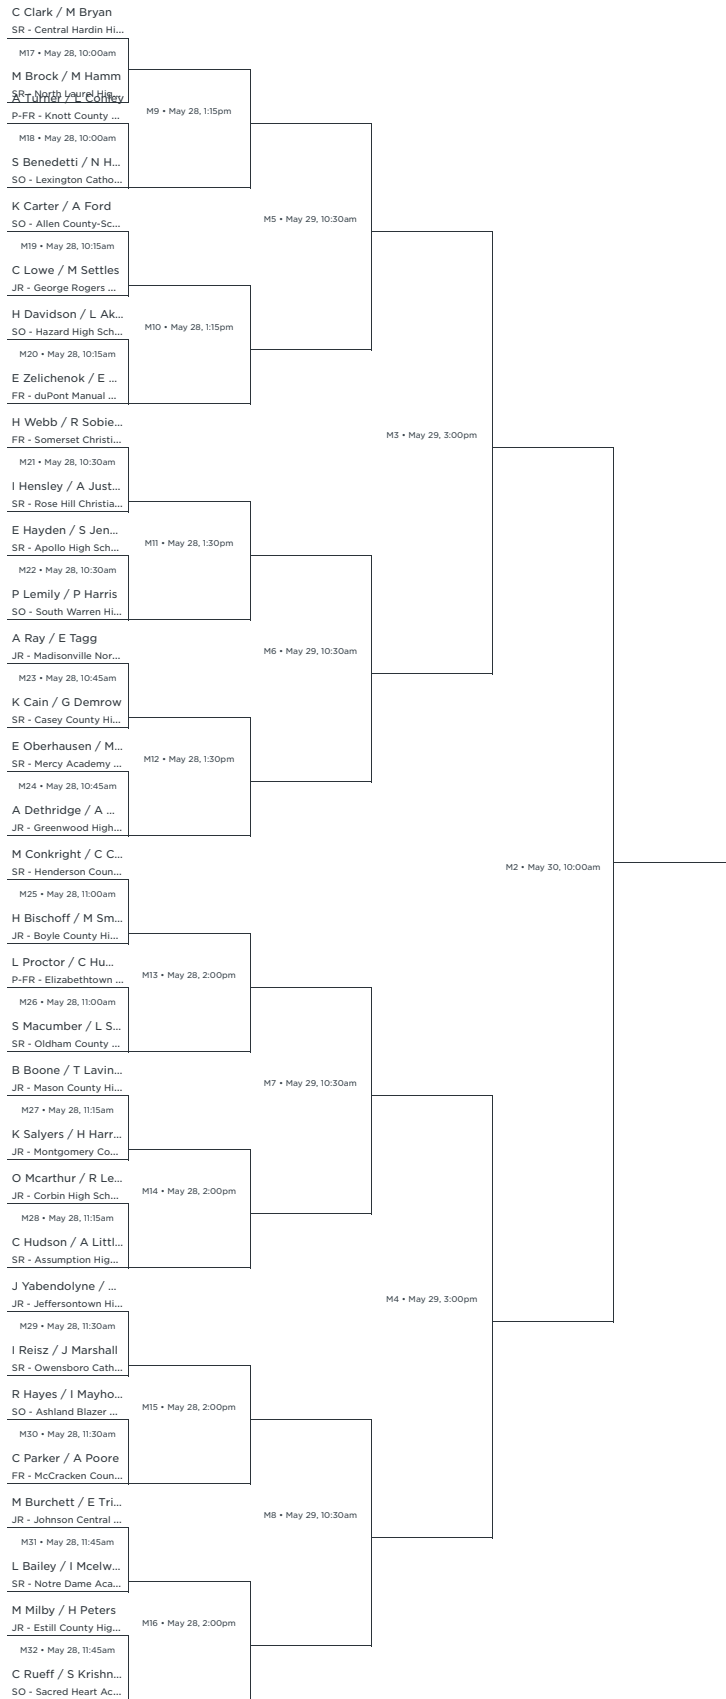 C Clark / M Bryan
SR - Central Hardin Hi...
M17 • May 28, 10:00am
M Brock / M Hamm
SR - North Laurel Hig...
A Turner / L Conley
P-FR - Knott County ...
M9 • May 28, 1:15pm
M18 • May 28, 10:00am
S Benedetti / N H...
SO - Lexington Catho...
K Carter / A Ford
SO - Allen County-Sc...
M5 • May 29, 10:30am
M19 • May 28, 10:15am
C Lowe / M Settles
JR - George Rogers ...
H Davidson / L Ak...
SO - Hazard High Sch...
M10 • May 28, 1:15pm
M20 • May 28, 10:15am
E Zelichenok / E ...
FR - duPont Manual ...
H Webb / R Sobie...
FR - Somerset Christi...
M3 • May 29, 3:00pm
M21 • May 28, 10:30am
I Hensley / A Just...
SR - Rose Hill Christia...
E Hayden / S Jen...
SR - Apollo High Sch...
M11 • May 28, 1:30pm
M22 • May 28, 10:30am
P Lemily / P Harris
SO - South Warren Hi...
A Ray / E Tagg
JR - Madisonville Nor...
M6 • May 29, 10:30am
M23 • May 28, 10:45am
K Cain / G Demrow
SR - Casey County Hi...
E Oberhausen / M...
SR - Mercy Academy ...
M12 • May 28, 1:30pm
M24 • May 28, 10:45am
A Dethridge / A ...
JR - Greenwood High...
M Conkright / C C...
SR - Henderson Coun...
M2 • May 30, 10:00am
M25 • May 28, 11:00am
H Bischoff / M Sm...
JR - Boyle County Hi...
L Proctor / C Hu...
P-FR - Elizabethtown ...
M13 • May 28, 2:00pm
M26 • May 28, 11:00am
S Macumber / L S...
SR - Oldham County ...
B Boone / T Lavin...
JR - Mason County Hi...
M7 • May 29, 10:30am
M27 • May 28, 11:15am
K Salyers / H Harr...
JR - Montgomery Co...
O Mcarthur / R Le...
JR - Corbin High Sch...
M14 • May 28, 2:00pm
M28 • May 28, 11:15am
C Hudson / A Littl...
SR - Assumption Hig...
J Yabendolyne / ...
JR - Jeffersontown Hi...
M4 • May 29, 3:00pm
M29 • May 28, 11:30am
I Reisz / J Marshall
SR - Owensboro Cath...
R Hayes / I Mayho...
SO - Ashland Blazer ...
M15 • May 28, 2:00pm
M30 • May 28, 11:30am
C Parker / A Poore
FR - McCracken Coun...
M Burchett / E Tri...
JR - Johnson Central ...
M8 • May 29, 10:30am
M31 • May 28, 11:45am
L Bailey / I Mcelw...
SR - Notre Dame Aca...
M Milby / H Peters
JR - Estill County Hig...
M16 • May 28, 2:00pm
M32 • May 28, 11:45am
C Rueff / S Krishn...
SO - Sacred Heart Ac...